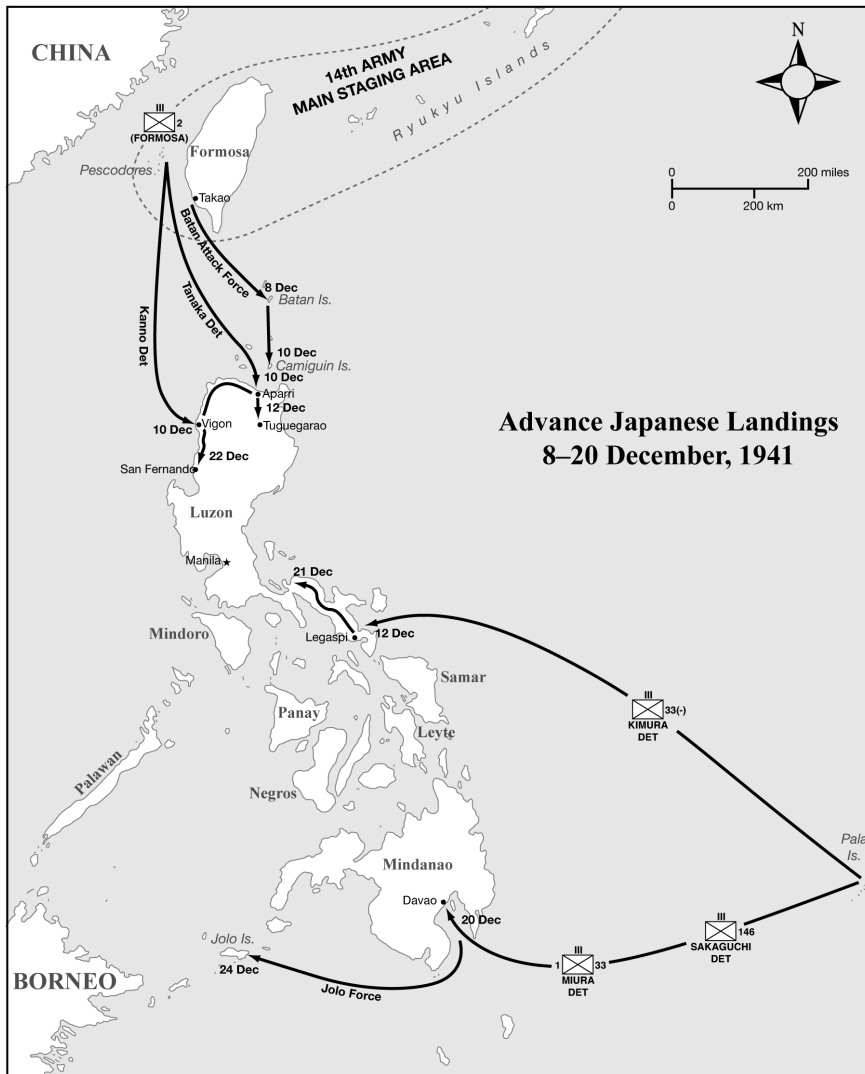 CHINA
14th ARMY
MAIN STAGING AREA
Ryukyu Islands
N
III
2
(FORMOSA)
Formosa
Pescodores
0 200 miles
0 200 km
Takao
Batan Attack Force
8 Dec
Batan Is.
Tanaka Det
Kanno Det
10 Dec
Camiguin Is.
10 Dec
Aparri
12 Dec
10 Dec
Vigon
Tuguegarao
22 Dec
San Fernando
Advance Japanese Landings
8–20 December, 1941
Luzon
Manila
21 Dec
Legaspi
12 Dec
Mindoro
Samar
III
33(-)
KIMURA
DET
Panay
Leyte
Palawan
Negros
Pala
Is.
Mindanao
Davao
20 Dec
III
146
SAKAGUCHI
DET
Jolo Is.
24 Dec
III
1 33
MIURA
DET
BORNEO
Jolo Force